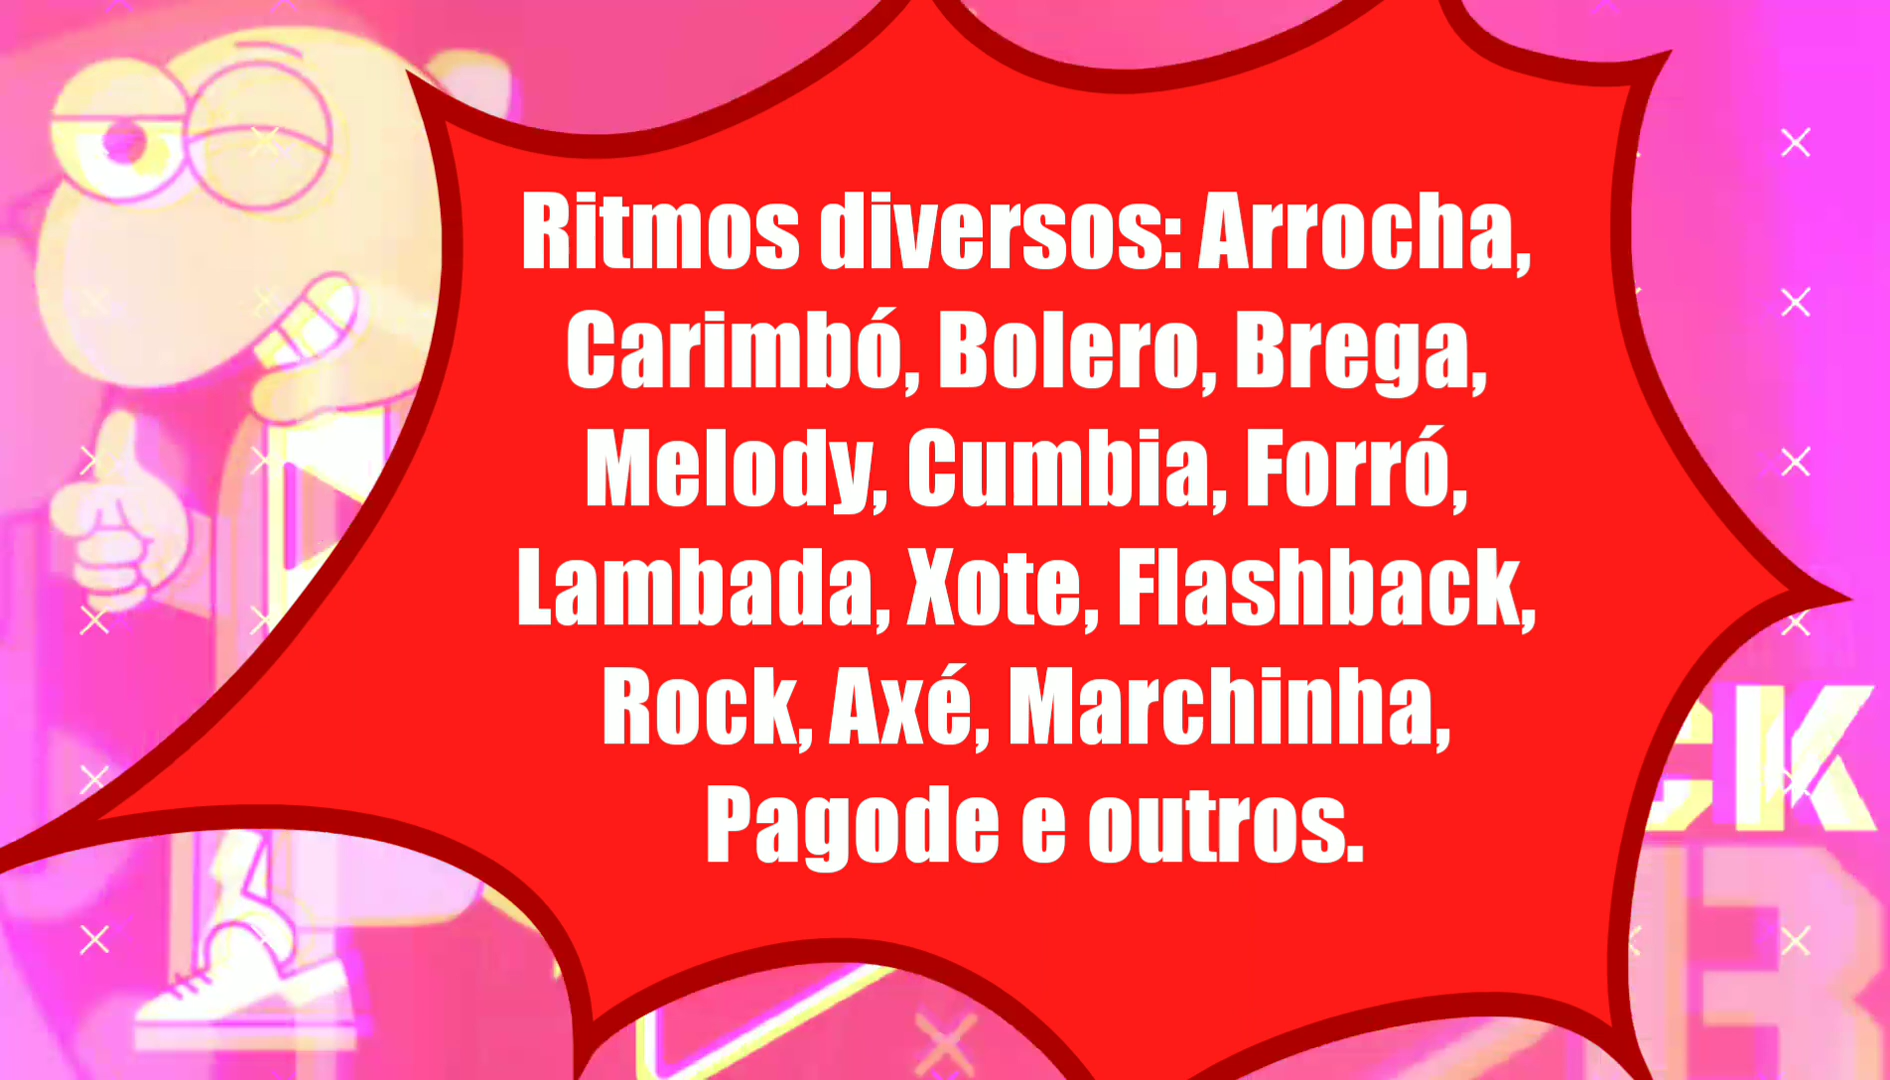 Ritmos diversos: Arrocha,
Carimbó, Bolero, Brega,
Melody, Cumbia, Forró,
Lambada, Xote, Flashback,
Rock, Axé, Marchinha,
Pagode e outros.